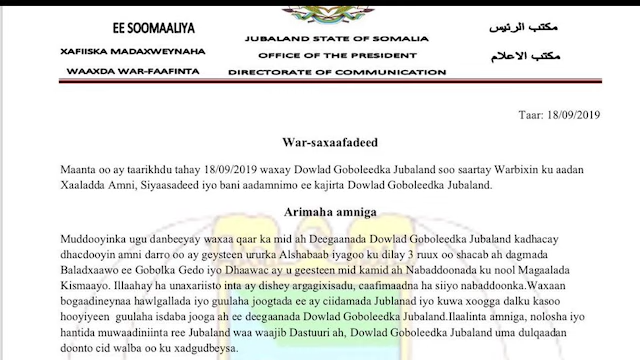 EE SOOMAALIYA
XAFIISKA MADAXWEYNAHA
WAAXDA WAR-FAAFINTA
JUBALAND STATE OF SOMALIA
OFFICE OF THE PRESIDENT
DIRECTORATE OF COMMUNICATION
مكتب الرئيس
مكتب الاعلام
Taar: 18/09/2019
War-saxaafadeed
Maanta oo ay taarikhdu tahay 18/09/2019 waxay Dowlad Goboleedka Jubaland soo saartay Warbixin ku aadan
Xaaladda Amni, Siyaasadeed iyo bani aadamnimo ee kajirta Dowlad Goboleedka Jubaland.
Arimaha amniga
Muddooyinka ugu danbeeyay waxaa qaar ka mid ah Deegaanada Dowlad Goboleedka Jubaland kadhacay
dhacdooyin amni darro oo ay geysteen ururka Alshabaab iyagoo ku dilay 3 ruux oo shacab ah dagmada
Baladxaawo ee Gobolka Gedo iyo Dhaawac ay u geesteen mid kamid ah Nabaddoonada ku nool Magaalada
Kismaayo. Illaahay ha unaxariisto inta ay dishey argagixisadu, caafimaadna ha siiyo nabaddoonka.Waxaan
bogaadineynaa hawlgallada iyo guulaha joogtada ee ay ciidamada Jublanad iyo kuwa xoogga dalku kasoo
hooyiyeen guulaha isdaba jooga ah ee deegaanada Dowlad Goboleedka Jubaland.Ilaalinta amniga, nolosha iyo
hantida muwaadiniinta ree Jubaland waa waajib Dastuuri ah, Dowlad Goboleedka Jubaland uma dulqaadan
doonto cid walba oo ku xadgudbeysa.